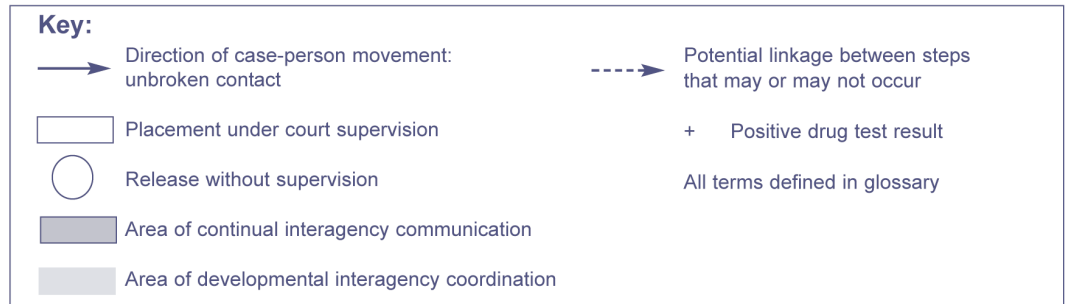 Key:
Direction of case-person movement:
unbroken contact
Placement under court supervision
Release without supervision
Area of continual interagency communication
Area of developmental interagency coordination
Potential linkage between steps
that may or may not occur
+ Positive drug test result
All terms defined in glossary